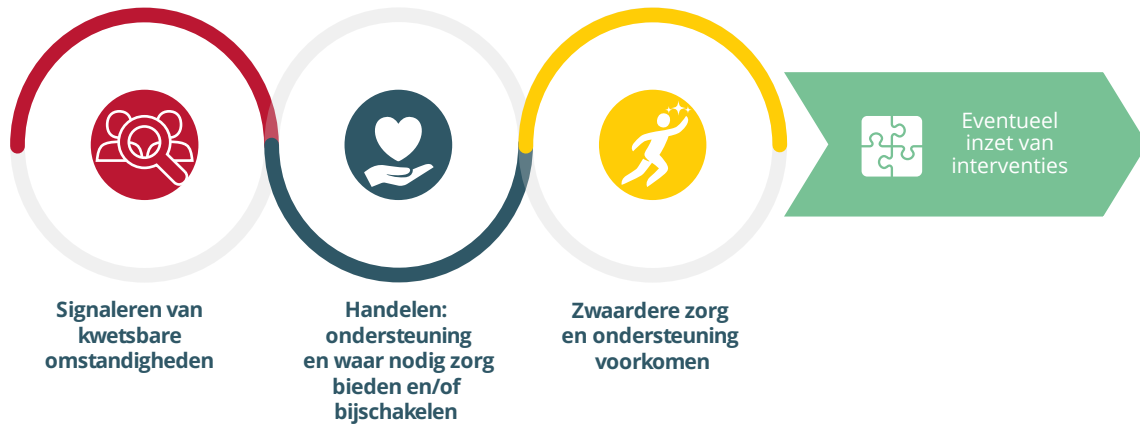 Eventueel
inzet van
interventies
Signaleren van
kwetsbare
omstandigheden
Handelen:
ondersteuning
en waar nodig zorg
bieden en/of
bijschakelen
Zwaardere zorg
en ondersteuning
voorkomen